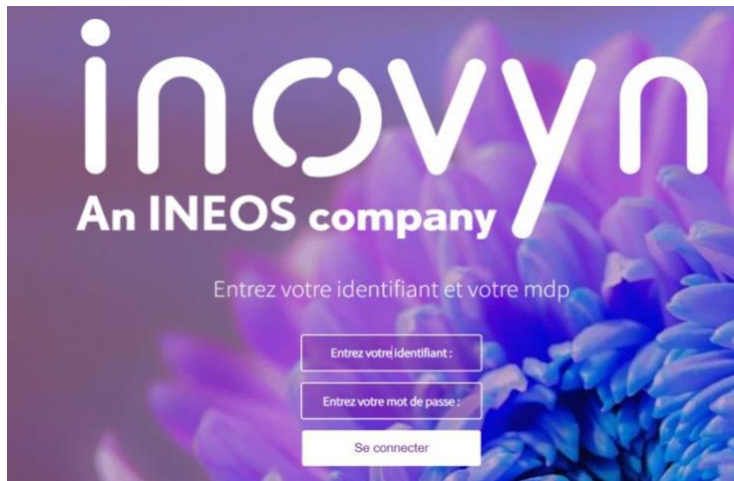 inovyn
An INEOS company
Entrez votre identifiant et votre mdp
Entrez votre identifiant :
Entrez votre mot de passe :
Se connecter